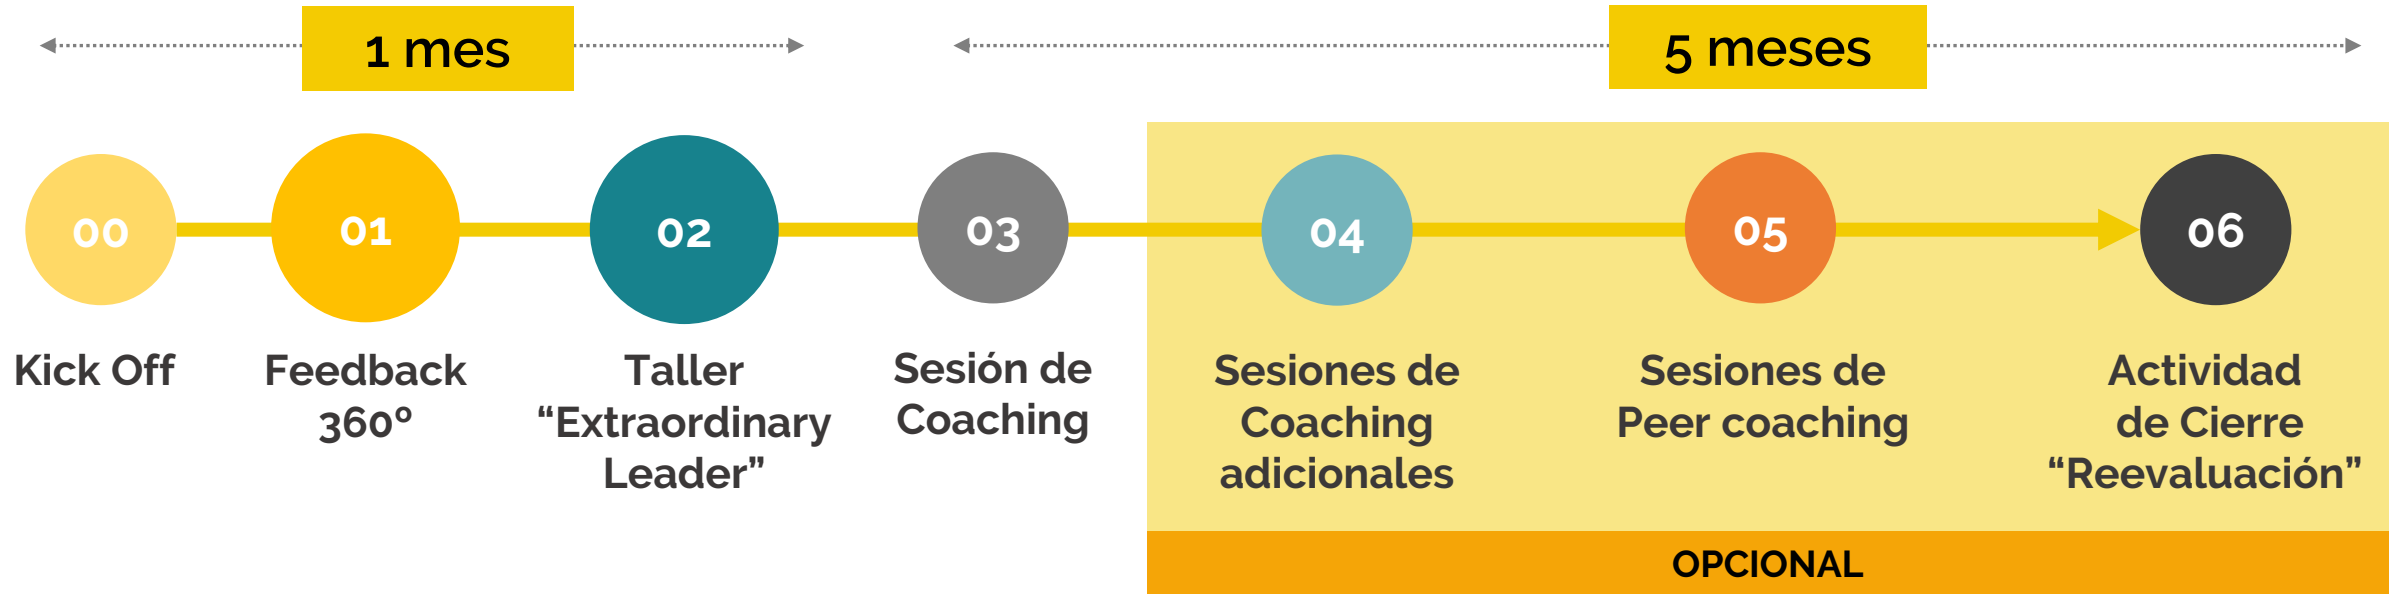 1 mes
5 meses
00
01
02
03
04
05
06
Kick Off
Feedback
360º
Taller
“Extraordinary
Leader”
Sesión de
Coaching
Sesiones de
Coaching
adicionales
Sesiones de
Peer coaching
Actividad
de Cierre
“Reevaluación”
OPCIONAL